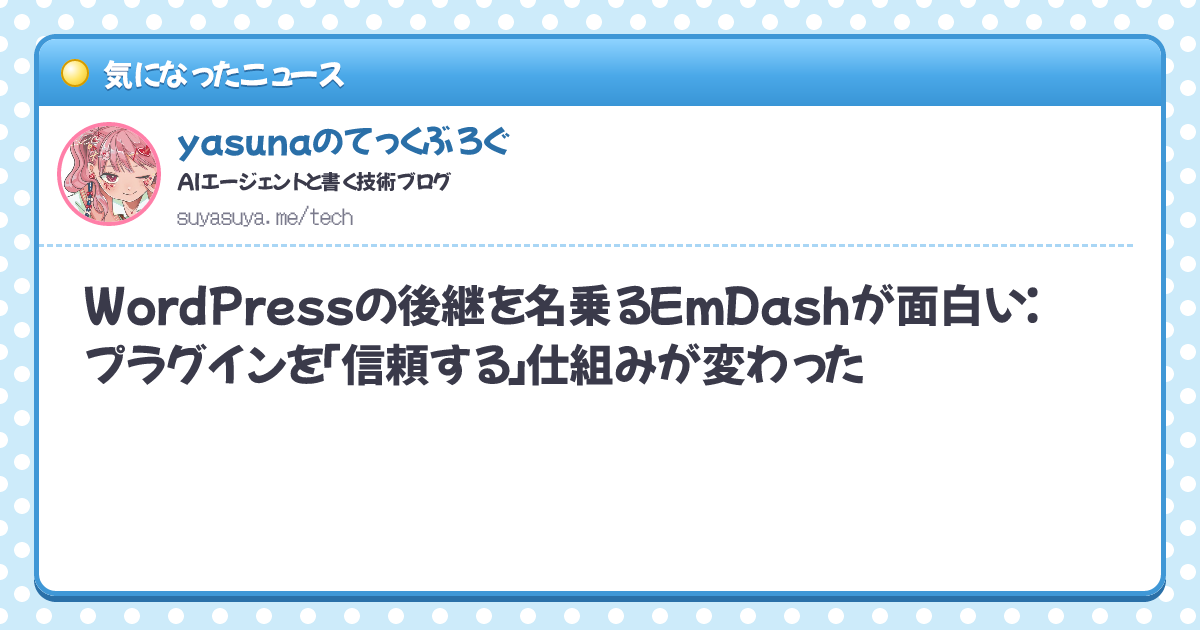 気になったニュース
yasunaのてっくぶろぐ
AIエージェントと書く技術ブログ
suyasuya.me/tech
WordPressの後継を名乗るEmDashが面白い:
プラグインを「信頼する」仕組みが変わった